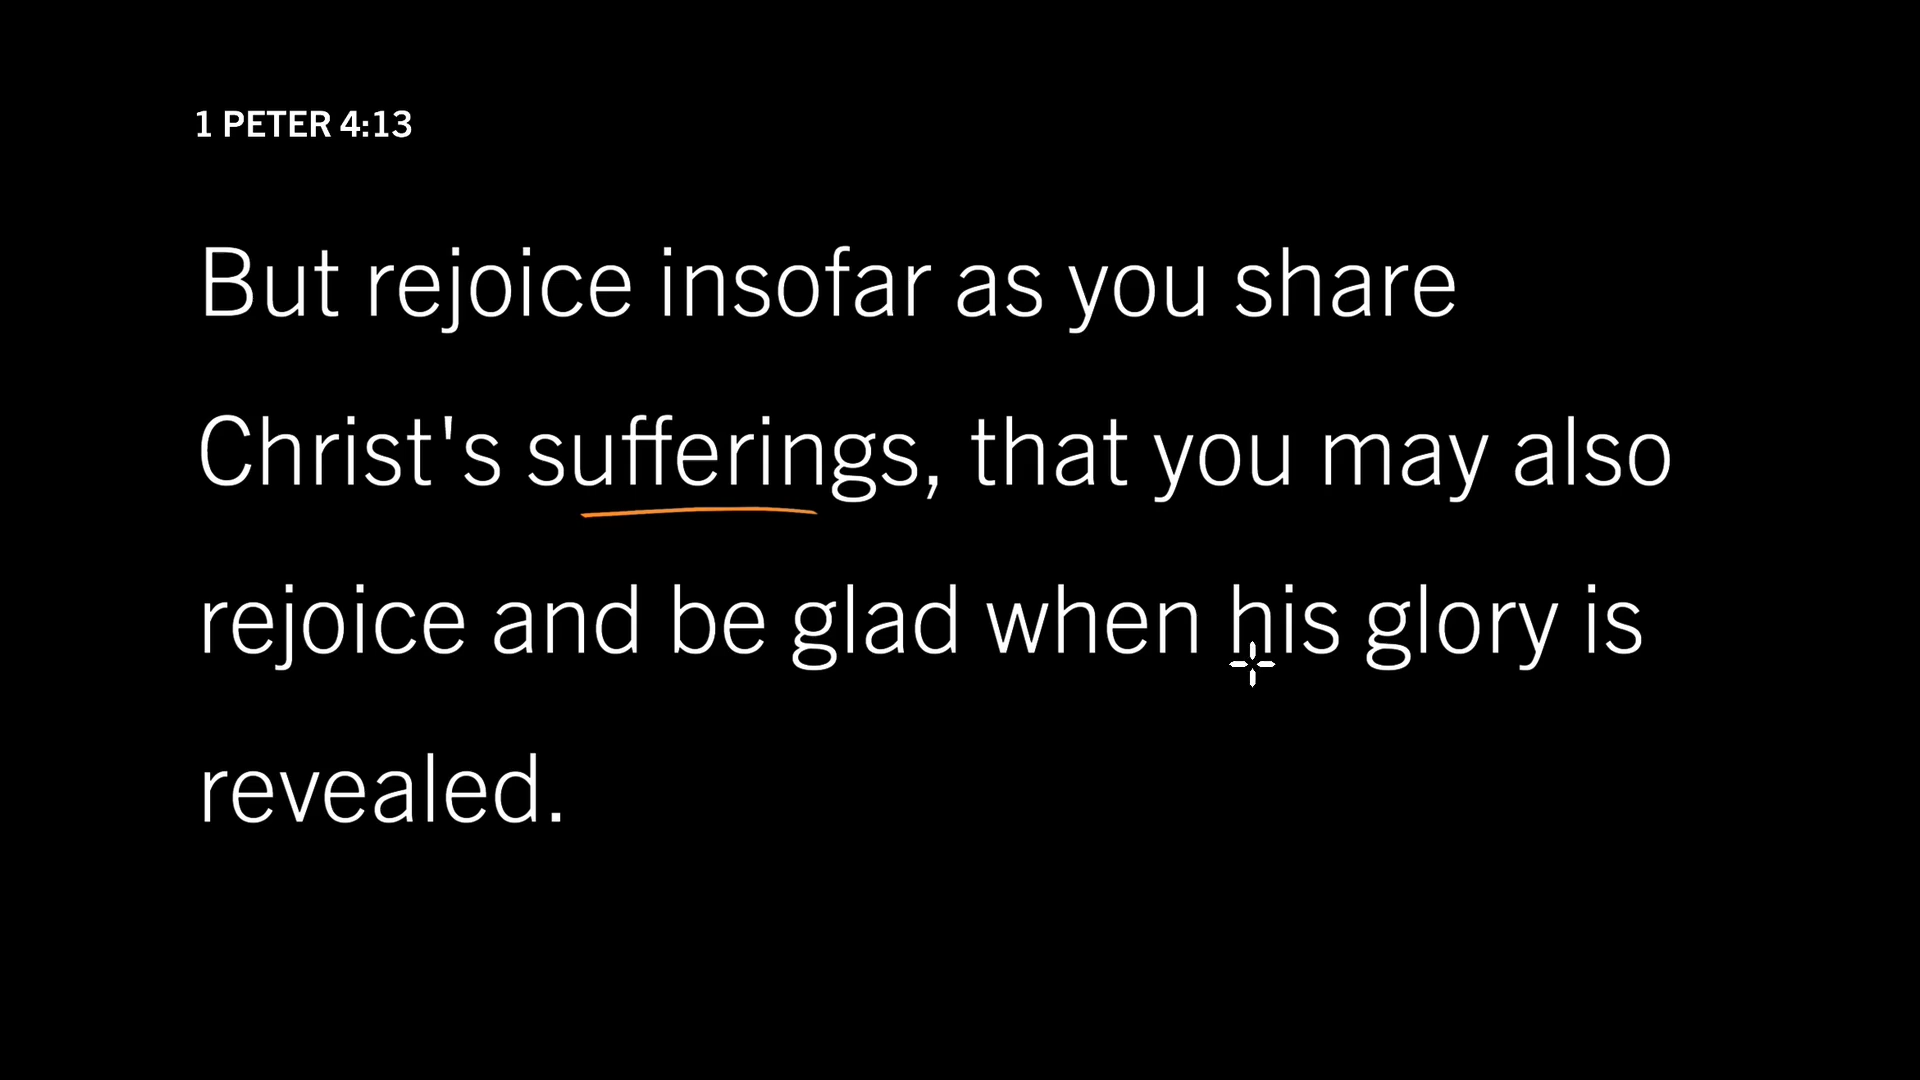 1 PETER 4:13
But rejoice insofar as you share
Christ's sufferings, that you may also
rejoice and be glad when his glory is
revealed.